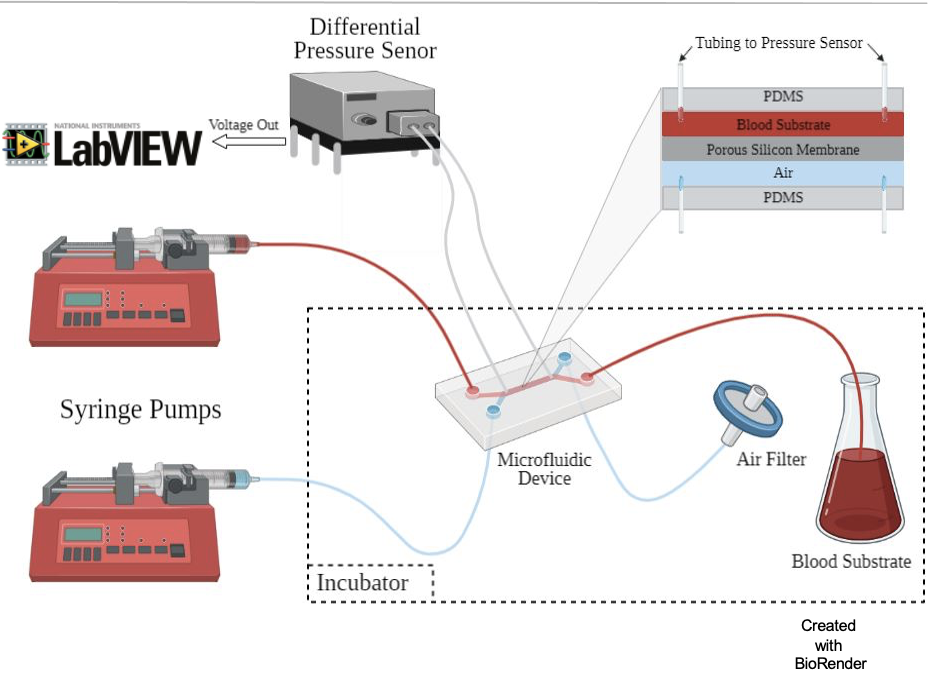 Differential
Pressure Senor
Tubing to Pressure Sensor
PDMS
Blood Substrate
Porous Silicon Membrane
Air
PDMS
NATIONAL INSTRUMENTS
LabVIEW
Voltage Out
Syringe Pumps
Microfluidic
Device
Air Filter
Blood Substrate
Incubator
Created
with
BioRender